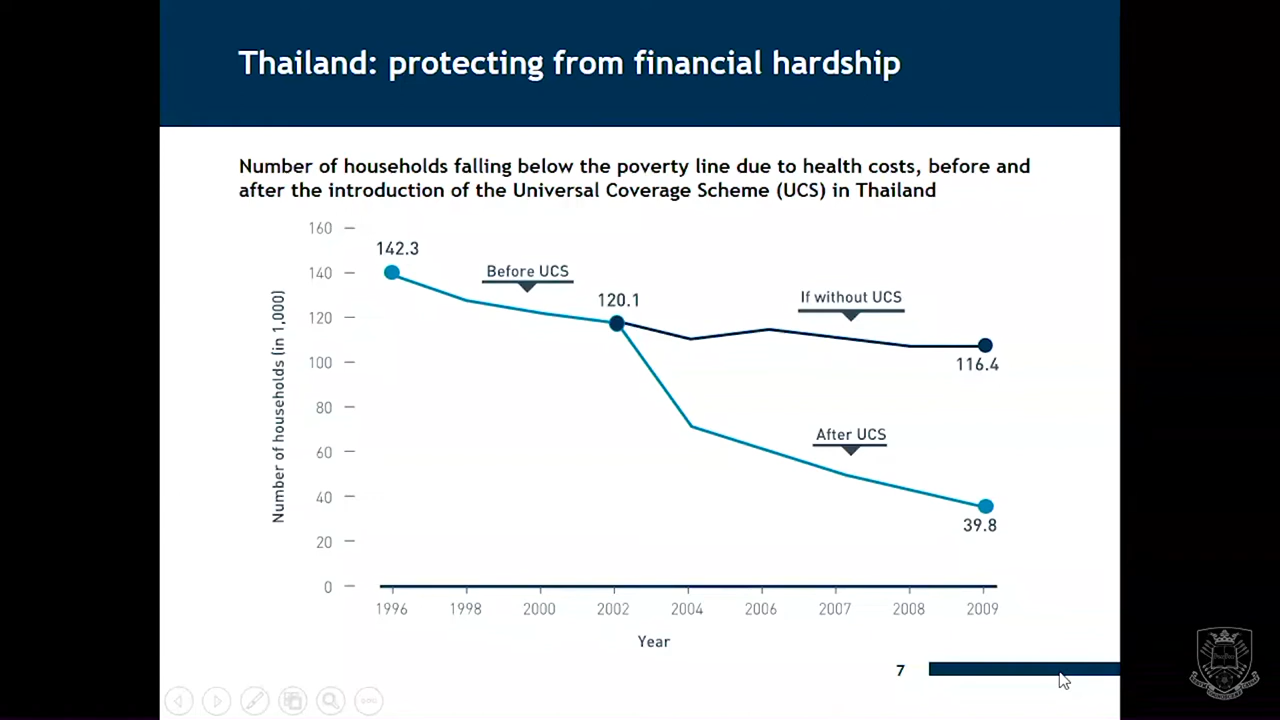 Thailand: protecting from financial hardship
Number of households falling below the poverty line due to health costs, before and
after the introduction of the Universal Coverage Scheme (UCS) in Thailand
160
142.3
Before UCS
140
120.1
If without UCS
120
116.4
100
80
After UCS
60
40
39.8
20
0
Number of households (in 1,000)
1996 1998 2000 2002 2004 2006 2007 2008 2009
Year
7